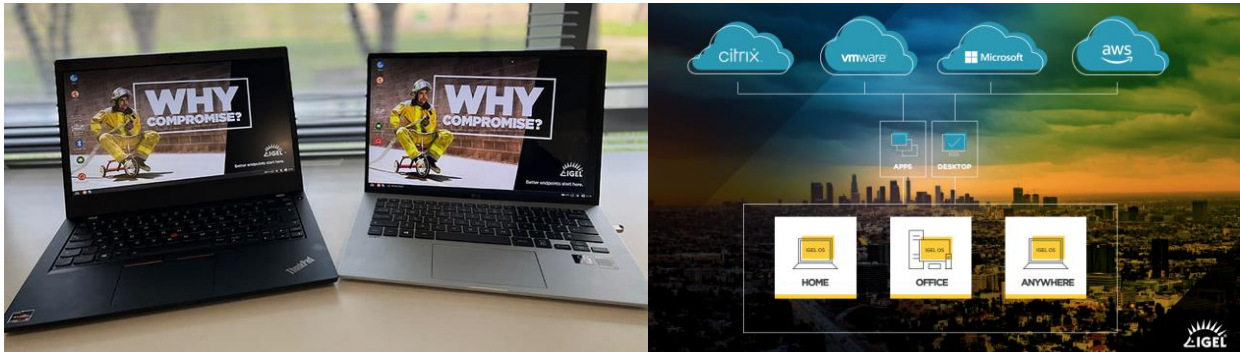 WHY
COMPROMISE?
IGEL
Better endpoints start here.
ThinkPad
WHY
COMPROMISE?
IGEL
Better endpoints start here.
citrix
vmware
Microsoft
aws
APPS
DESKTOP
IGEL OS
IGEL OS
IGEL OS
HOME
OFFICE
ANYWHERE
IGEL